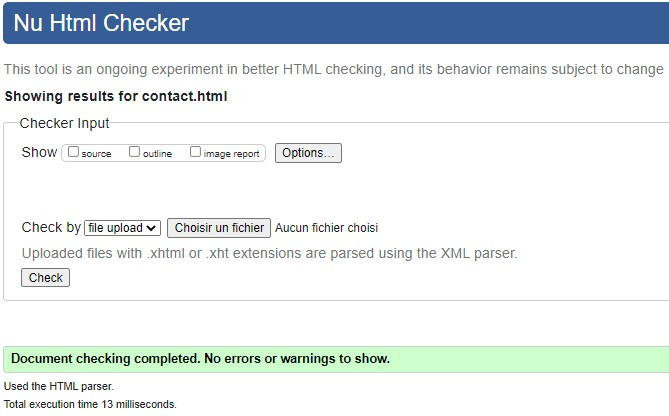 Nu Html Checker
This tool is an ongoing experiment in better HTML checking, and its behavior remains subject to change
Showing results for contact.html
Checker Input
Show source outline image report Options...
Check by file upload Choisir un fichier Aucun fichier choisi
Uploaded files with .xhtml or .xht extensions are parsed using the XML parser.
Check
Document checking completed. No errors or warnings to show.
Used the HTML parser.
Total execution time 13 milliseconds.